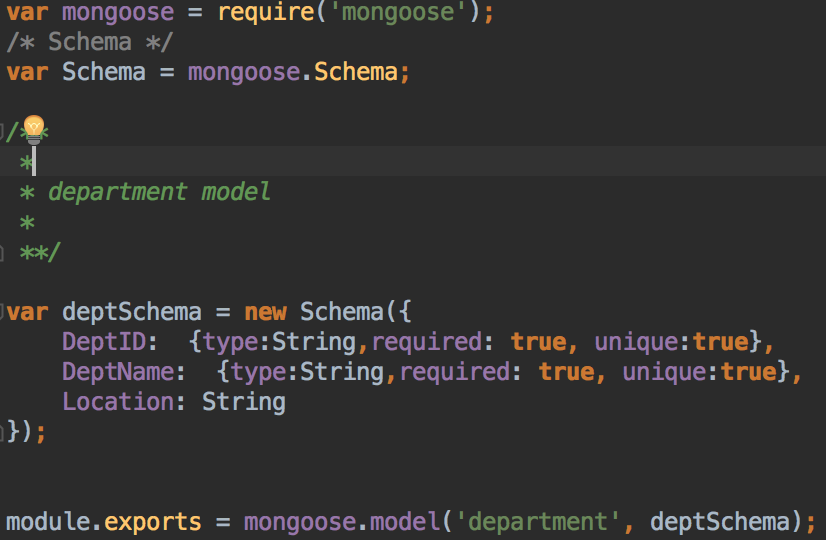 var mongoose = require('mongoose');
/* Schema */
var Schema = mongoose.Schema;
/**
*
* department model
*
**/
var deptSchema = new Schema({
DeptID:  {type:String,required: true, unique:true},
DeptName:  {type:String,required: true, unique:true},
Location: String
});
module.exports = mongoose.model('department', deptSchema);